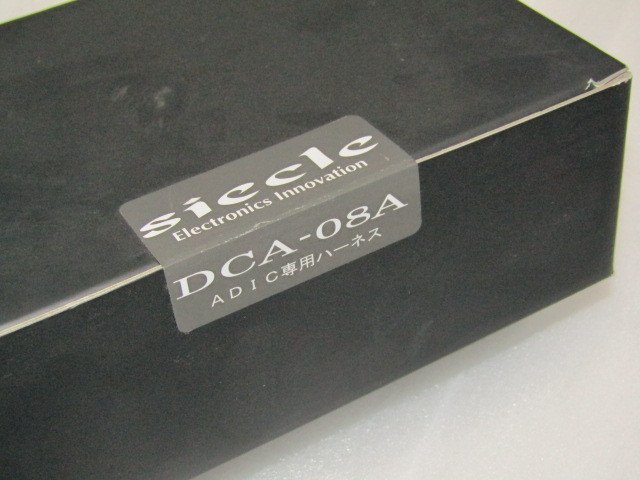 siecle
Electronics Innovation
DCA-08A
ＡＤＩＣ専用ハーネス